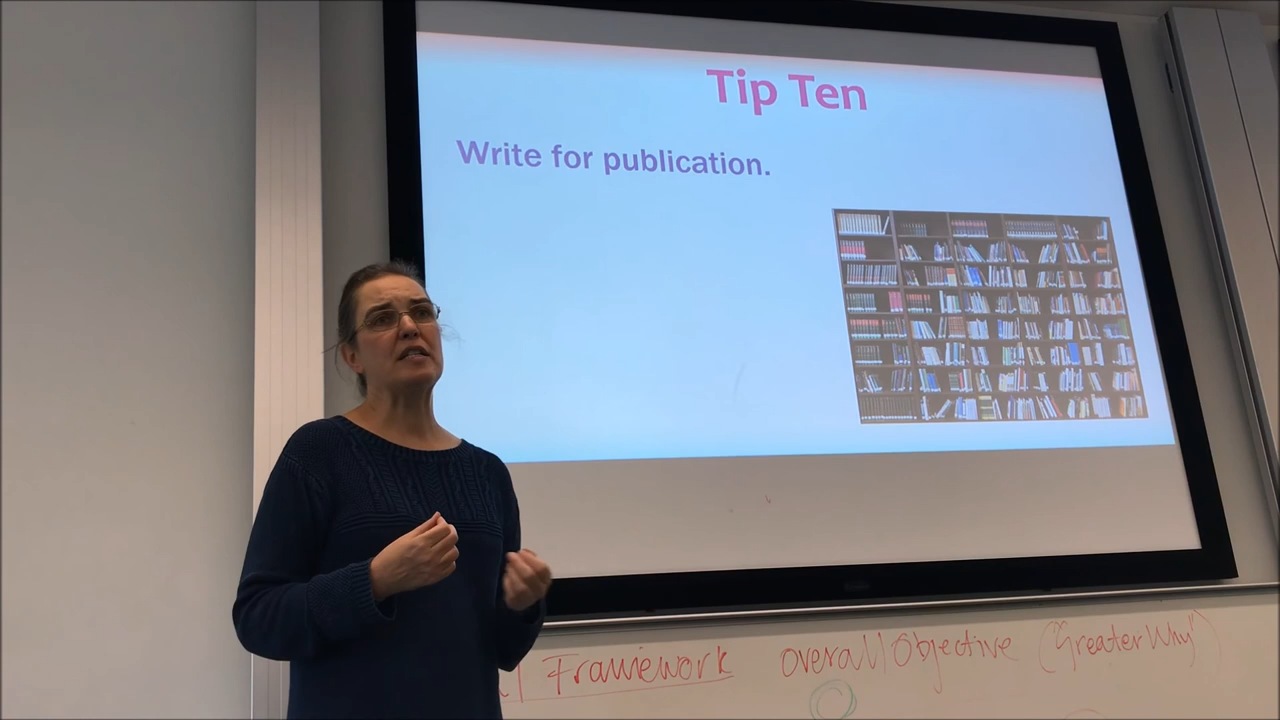 Tip Ten
Write for publication.
Framework overall Objective ("Greater Why")